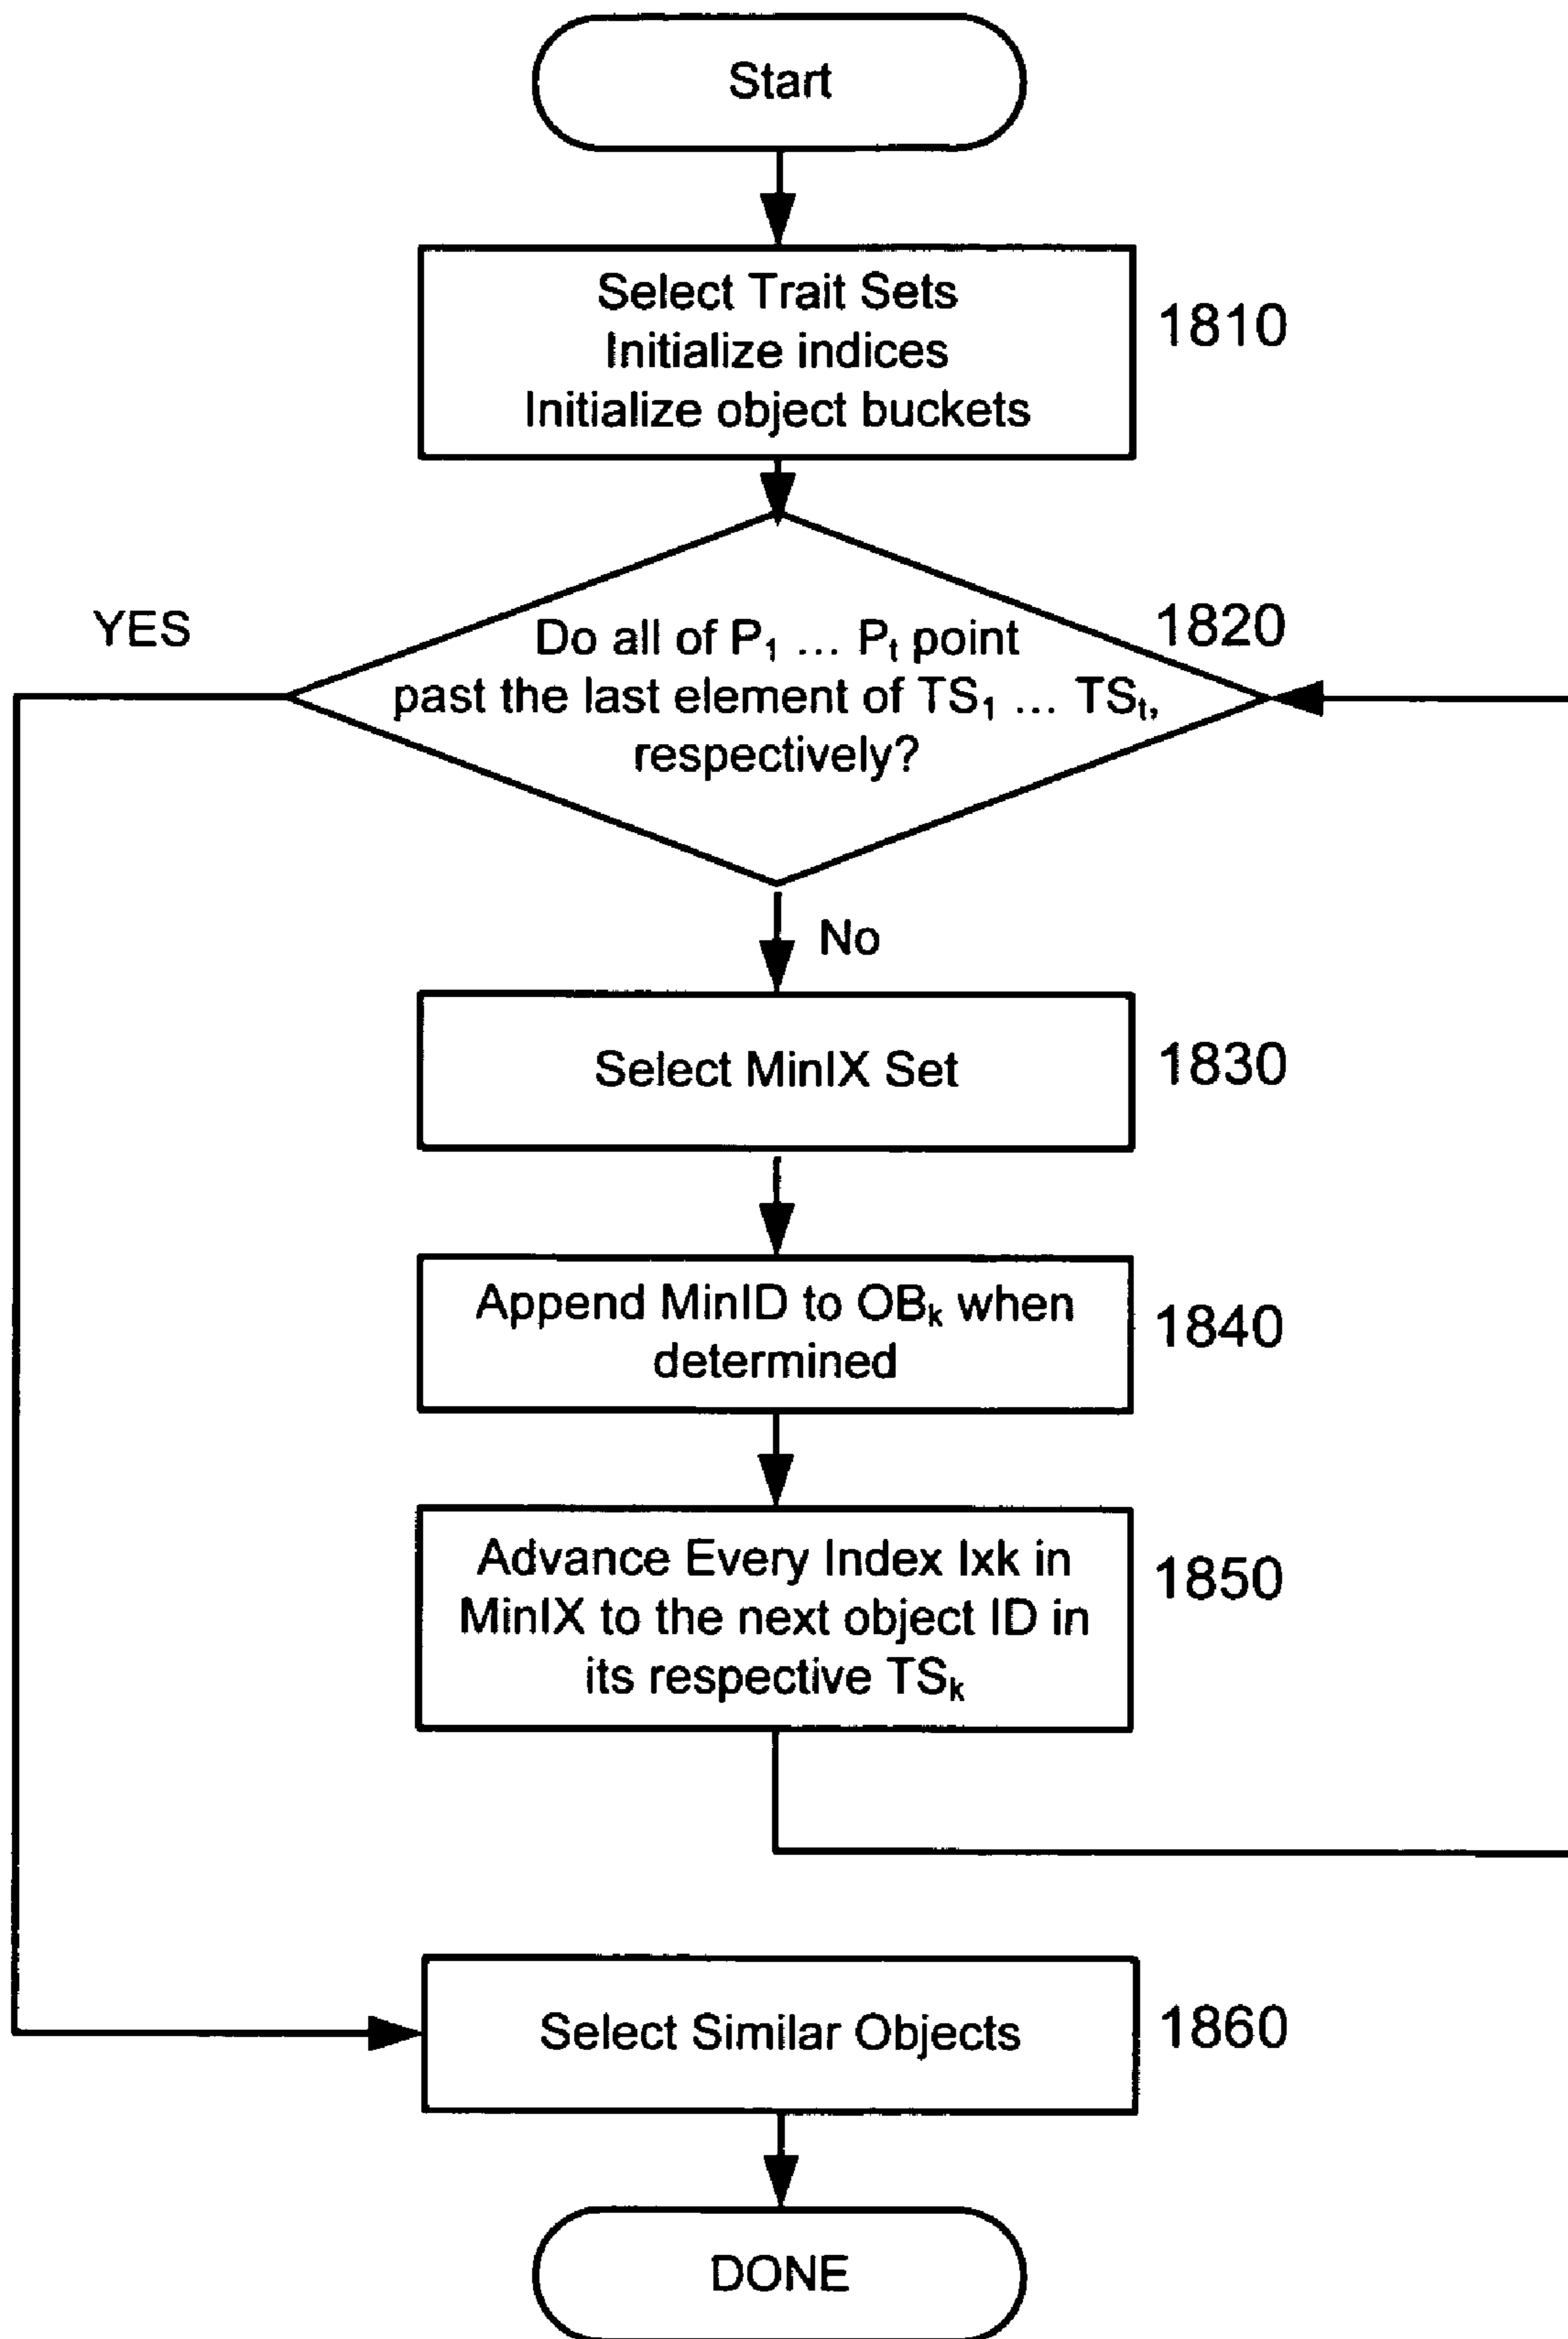 Start
Select Trait Sets
Initialize indices
Initialize object buckets
1810
YES
1820
Do all of P₁ ... Pₜ point
past the last element of TS₁ ... TSₜ,
respectively?
No
Select MinIX Set
1830
Append MinID to OBₖ when
determined
1840
Advance Every Index Ixk in
MinIX to the next object ID in
its respective TSₖ
1850
Select Similar Objects
1860
DONE